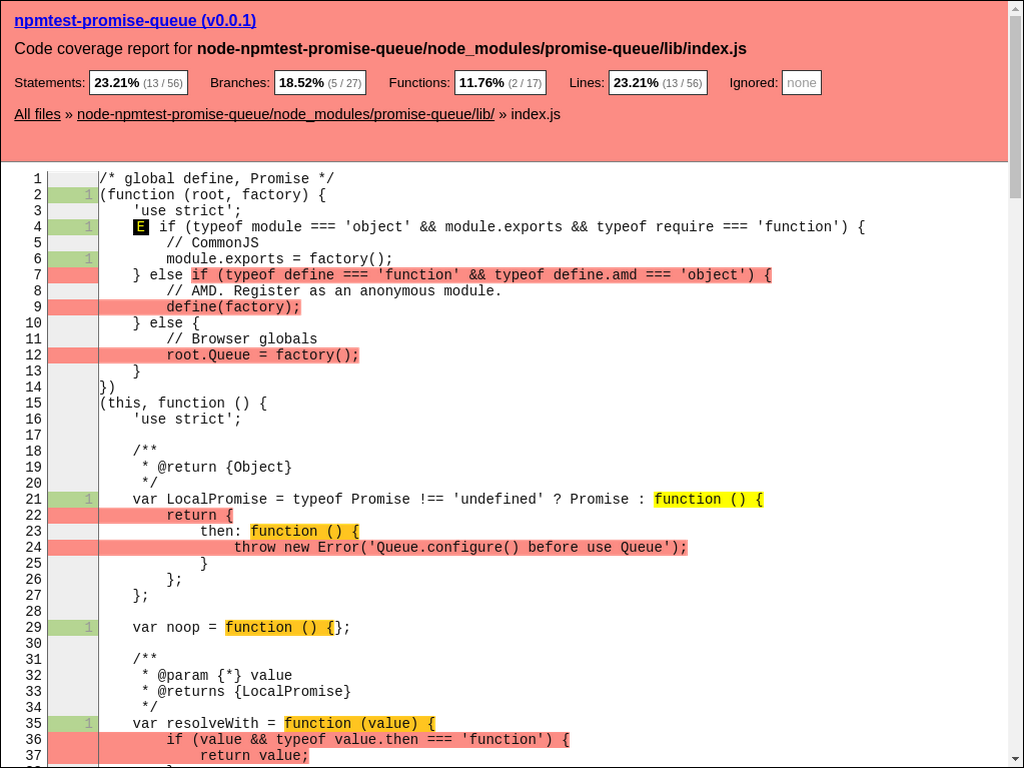 npmtest-promise-queue (v0.0.1)
Code coverage report for node-npmtest-promise-queue/node_modules/promise-queue/lib/index.js
Statements: 23.21% (13 / 56) Branches: 18.52% (5 / 27) Functions: 11.76% (2 / 17) Lines: 23.21% (13 / 56) Ignored: none
All files » node-npmtest-promise-queue/node_modules/promise-queue/lib/ » index.js
1 /* global define, Promise */
2 1 (function (root, factory) {
3     'use strict';
4 1     E if (typeof module === 'object' && module.exports && typeof require === 'function') {
5         // CommonJS
6 1         module.exports = factory();
7     } else if (typeof define === 'function' && typeof define.amd === 'object') {
8         // AMD. Register as an anonymous module.
9         define(factory);
10     } else {
11         // Browser globals
12         root.Queue = factory();
13     }
14 })
15 (this, function () {
16     'use strict';
17
18     /**
19      * @return {Object}
20      */
21 1     var LocalPromise = typeof Promise !== 'undefined' ? Promise : function () {
22         return {
23             then: function () {
24                 throw new Error('Queue.configure() before use Queue');
25             }
26         };
27     };
28
29 1     var noop = function () {};
30
31     /**
32      * @param {*} value
33      * @returns {LocalPromise}
34      */
35 1     var resolveWith = function (value) {
36         if (value && typeof value.then === 'function') {
37             return value;